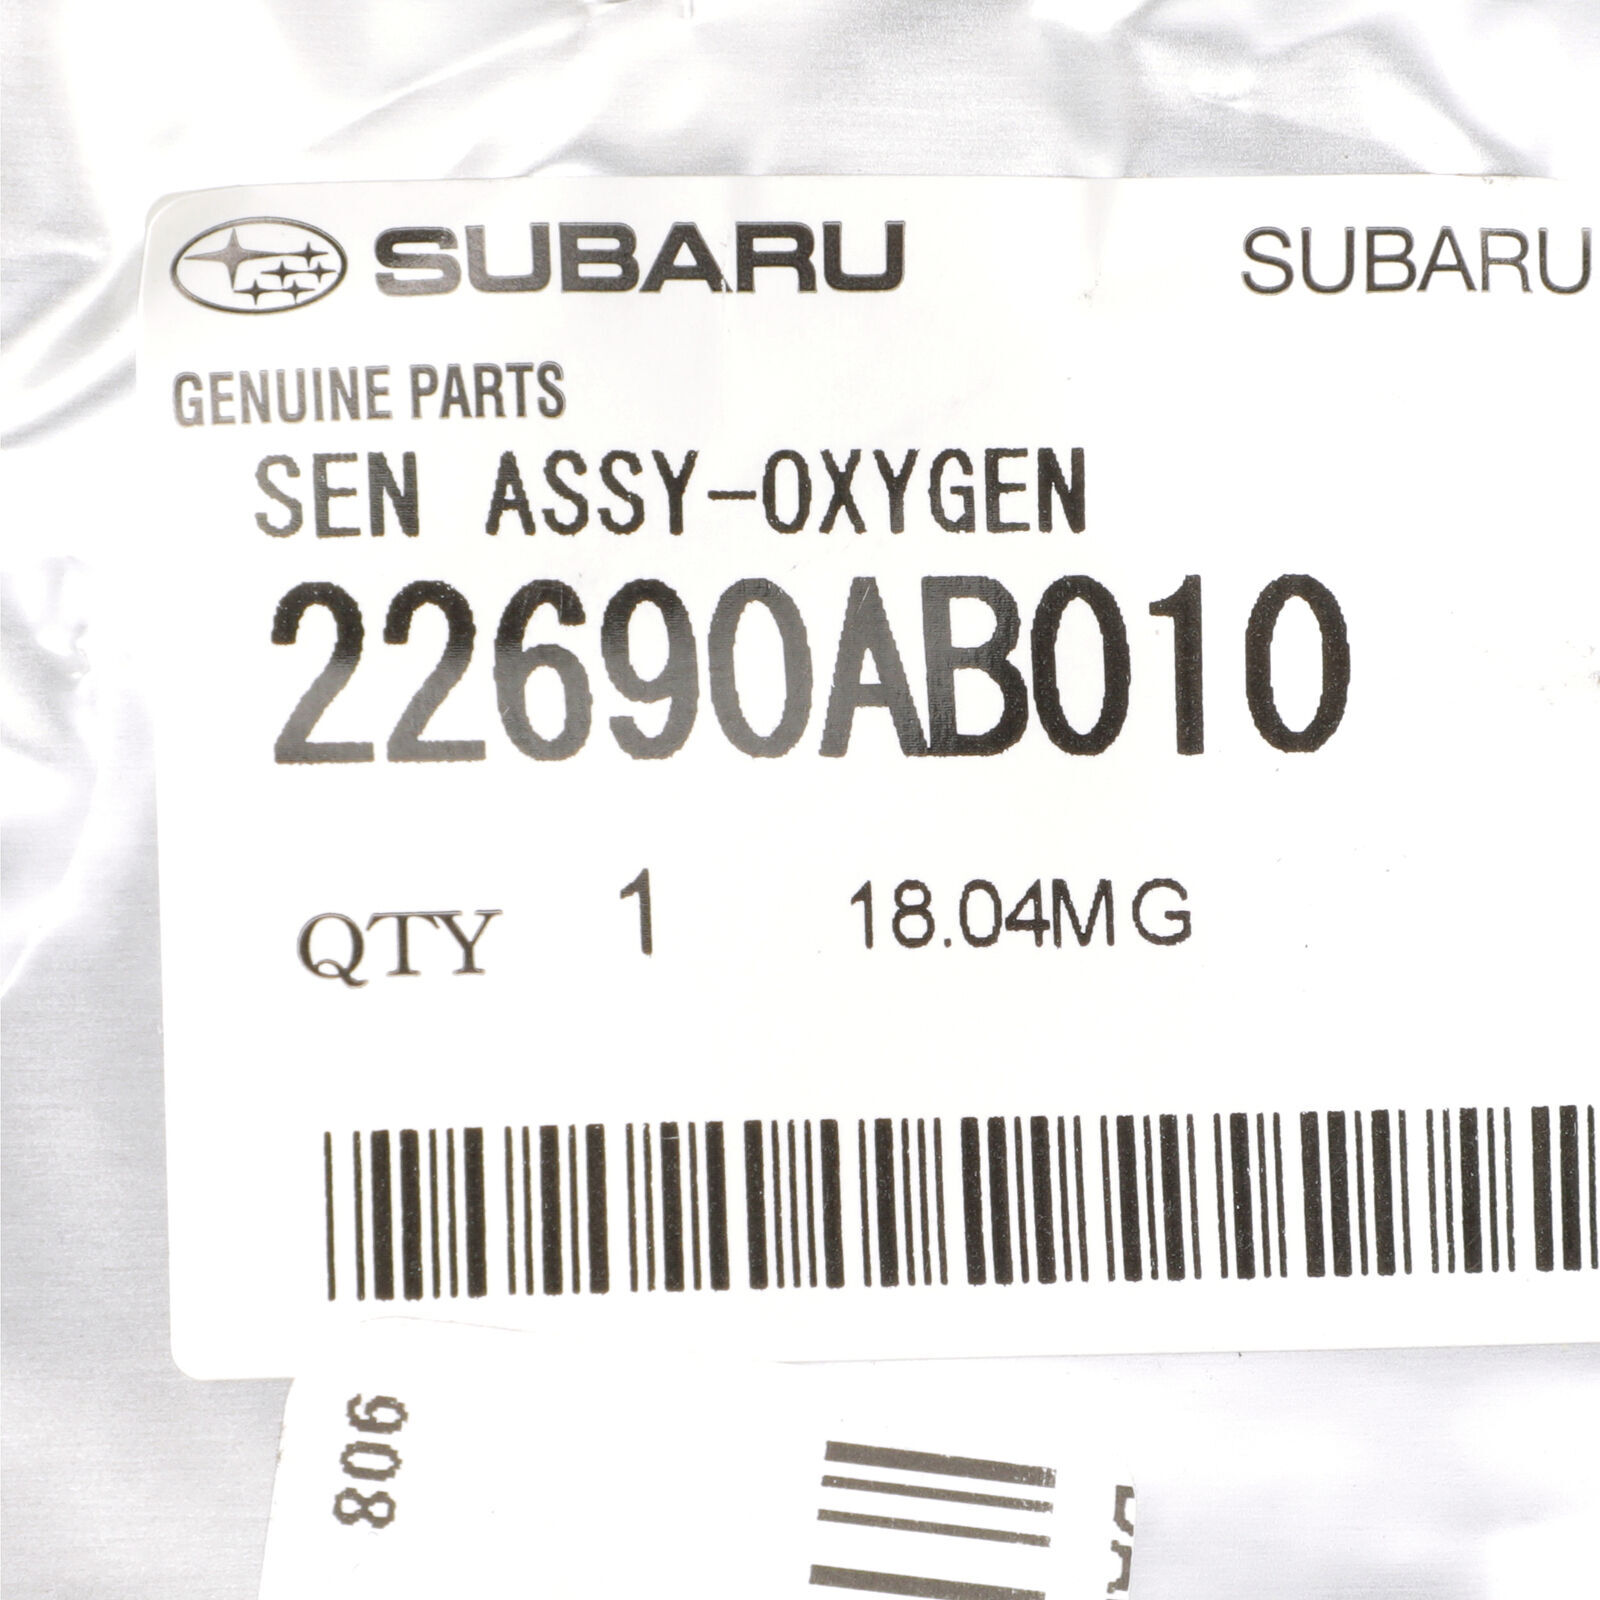 SUBARU SUBARU
GENUINE PARTS
SEN ASSY-OXYGEN
22690AB010
QTY 1 18.04MG
806